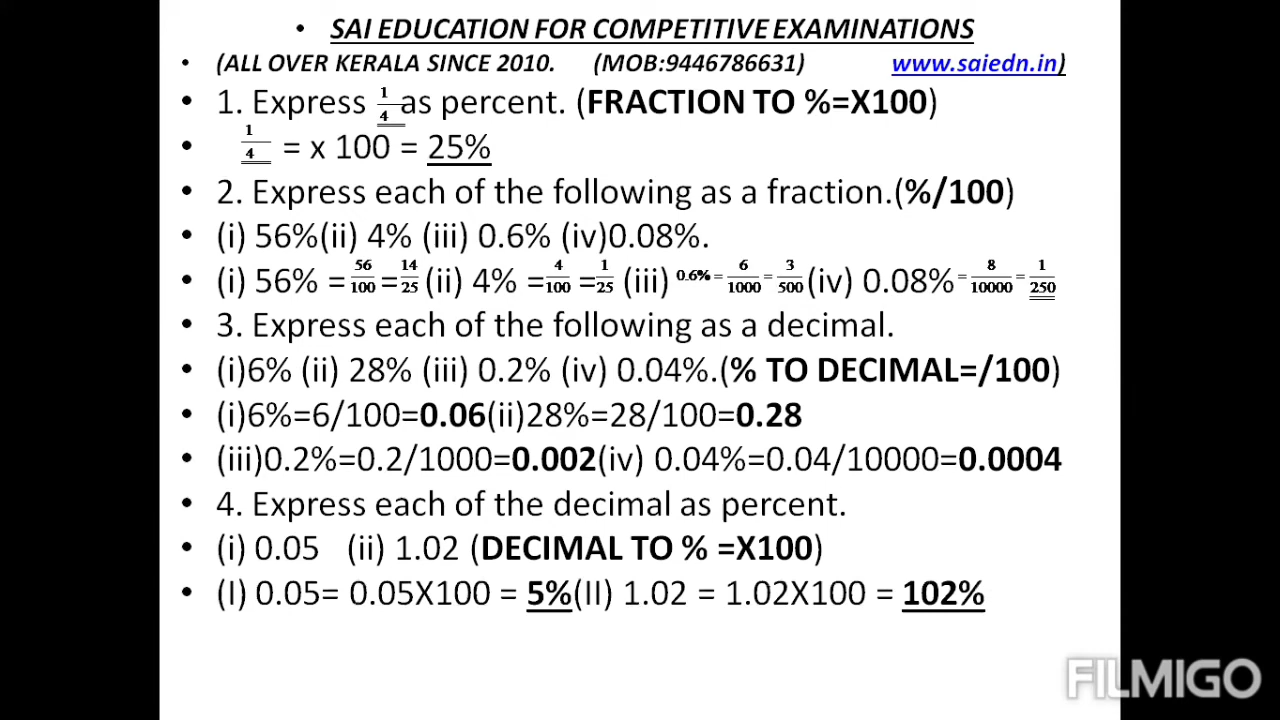 • SAI EDUCATION FOR COMPETITIVE EXAMINATIONS
• (ALL OVER KERALA SINCE 2010. (MOB:9446786631) www.saiedn.in)
• 1. Express 1/4 as percent. (FRACTION TO %=X100)
• 1/4 = x 100 = 25%
• 2. Express each of the following as a fraction.(%/100)
• (i) 56%(ii) 4% (iii) 0.6% (iv)0.08%.
• (i) 56% =56/100=14/25 (ii) 4% =4/100=1/25 (iii) 0.6%=6/1000=3/500 (iv) 0.08%=8/10000=1/250
• 3. Express each of the following as a decimal.
• (i)6% (ii) 28% (iii) 0.2% (iv) 0.04%.(% TO DECIMAL=/100)
• (i)6%=6/100=0.06(ii)28%=28/100=0.28
• (iii)0.2%=0.2/1000=0.002(iv) 0.04%=0.04/10000=0.0004
• 4. Express each of the decimal as percent.
• (i) 0.05 (ii) 1.02 (DECIMAL TO % =X100)
• (I) 0.05= 0.05X100 = 5%(II) 1.02 = 1.02X100 = 102%
FILMIGO